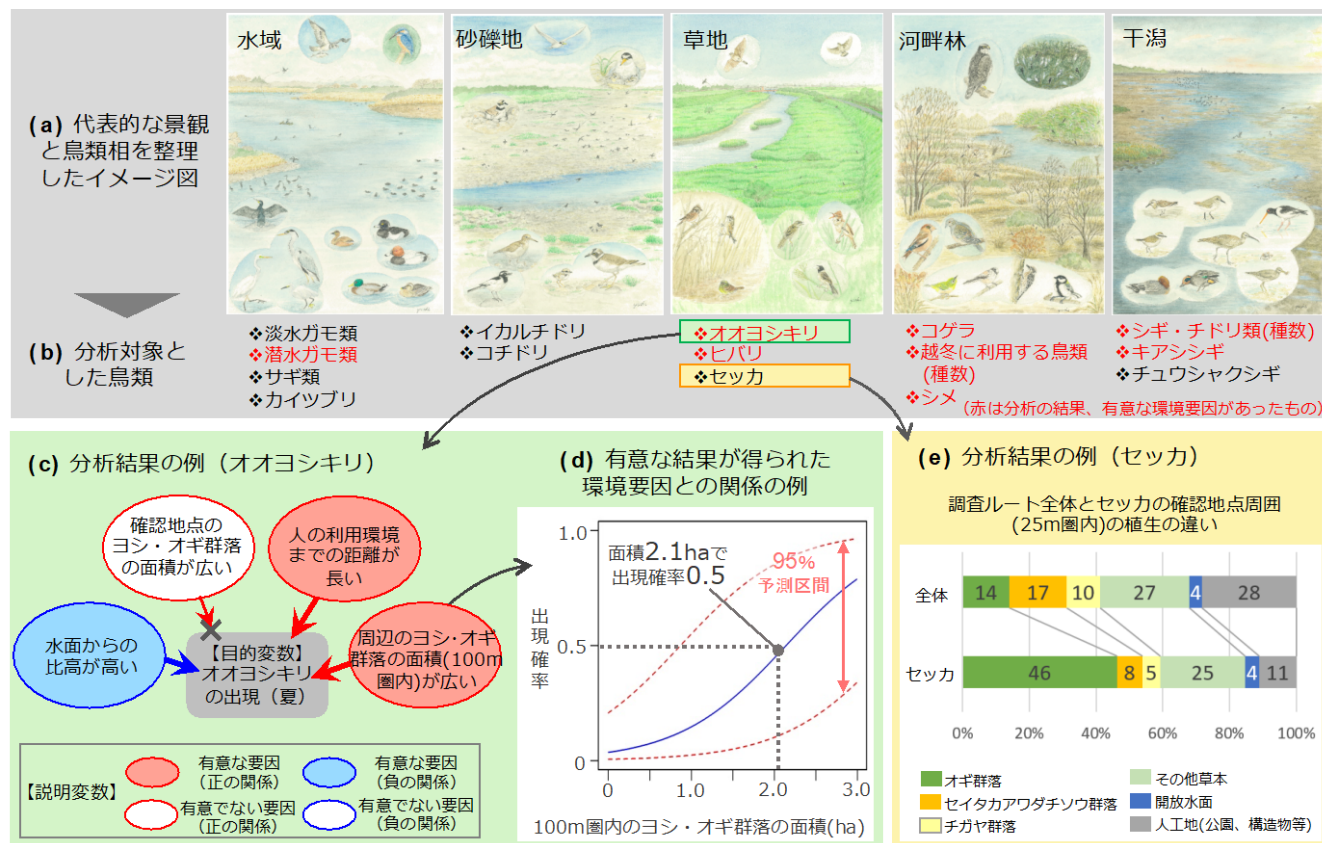 水域
砂礫地
草地
河畔林
干潟
(a) 代表的な景観
と鳥類相を整理
したイメージ図
(b) 分析対象と
した鳥類
❖淡水ガモ類
❖潜水ガモ類
❖サギ類
❖カイツブリ
❖イカルチドリ
❖コチドリ
❖オオヨシキリ
❖ヒバリ
❖セッカ
❖コゲラ
❖越冬に利用する鳥類
(種数)
❖シメ
❖シギ・チドリ類(種数)
❖キアシシギ
❖チュウシャクシギ
(赤は分析の結果、有意な環境要因があったもの)
(c) 分析結果の例（オオヨシキリ）
確認地点の
ヨシ・オギ群落
の面積が広い
人の利用環境
までの距離が
長い
水面からの
比高が高い
【目的変数】
オオヨシキリ
の出現（夏）
周辺のヨシ・オギ
群落の面積(100m
圏内)が広い
【説明変数】
有意な要因
（正の関係）
有意な要因
（負の関係）
有意でない要因
（正の関係）
有意でない要因
（負の関係）
(d) 有意な結果が得られた
環境要因との関係の例
面積2.1haで
出現確率0.5
95%
予測区間
出現確率
1.0
0.5
0
0 1.0 2.0 3.0
100m圏内のヨシ・オギ群落の面積(ha)
(e) 分析結果の例（セッカ）
調査ルート全体とセッカの確認地点周囲
(25m圏内)の植生の違い
全体 14 17 10 27 4 28
セッカ 46 8 5 25 4 11
0% 20% 40% 60% 80% 100%
オギ群落
セイタカアワダチソウ群落
チガヤ群落
その他草本
開放水面
人工地(公園、構造物等)